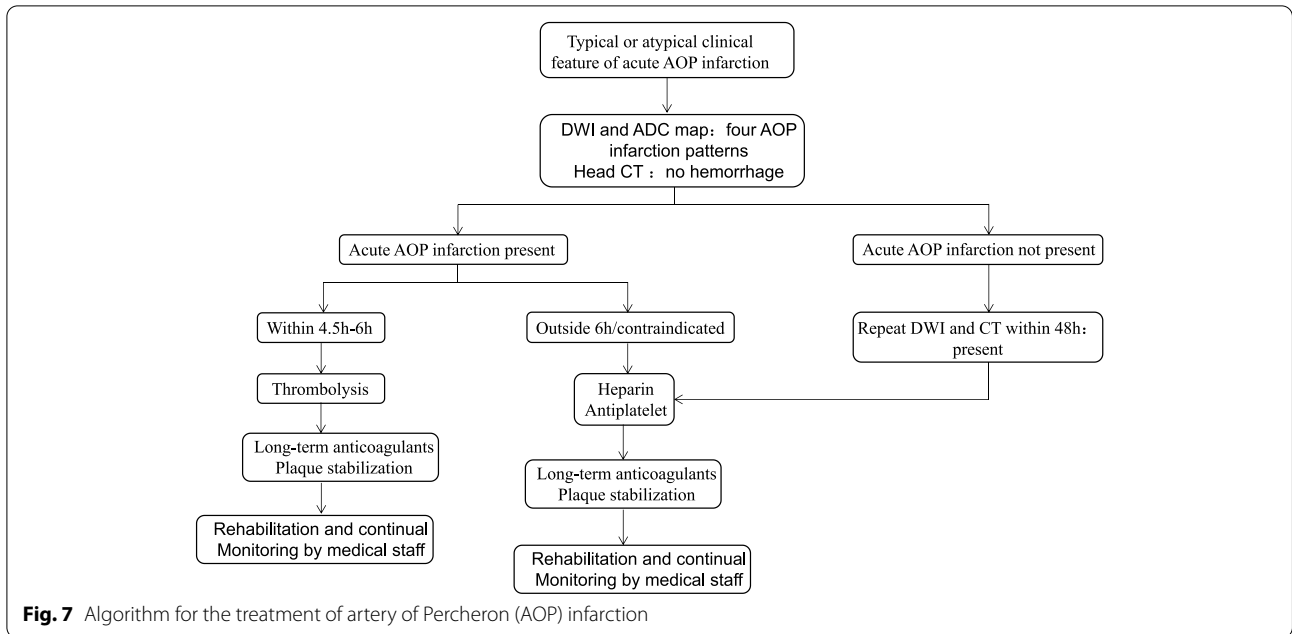 Typical or atypical clinical
feature of acute AOP infarction
DWI and ADC map：four AOP
infarction patterns
Head CT： no hemorrhage
Acute AOP infarction present
Acute AOP infarction not present
Within 4.5h-6h
Outside 6h/contraindicated
Repeat DWI and CT within 48h：
present
Thrombolysis
Heparin
Antiplatelet
Long-term anticoagulants
Plaque stabilization
Long-term anticoagulants
Plaque stabilization
Rehabilitation and continual
Monitoring by medical staff
Rehabilitation and continual
Monitoring by medical staff
Fig. 7 Algorithm for the treatment of artery of Percheron (AOP) infarction